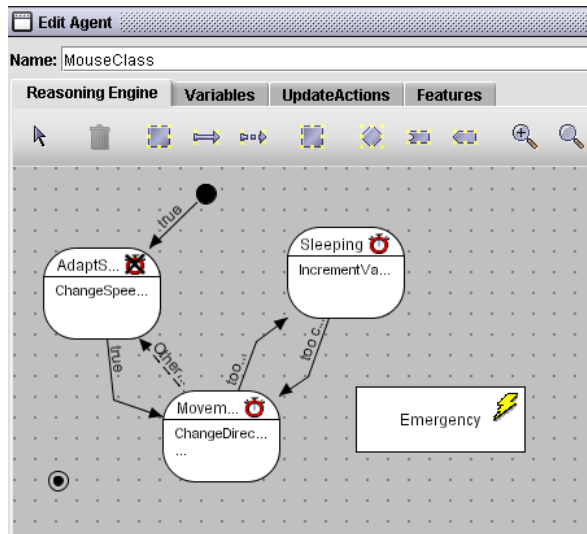 Edit Agent
Name: MouseClass
Reasoning Engine Variables UpdateActions Features
true
Sleeping
IncrementVa...
AdaptS...
ChangeSpee...
true
Other...
too...
too c...
Movem...
ChangeDirec...
...
Emergency